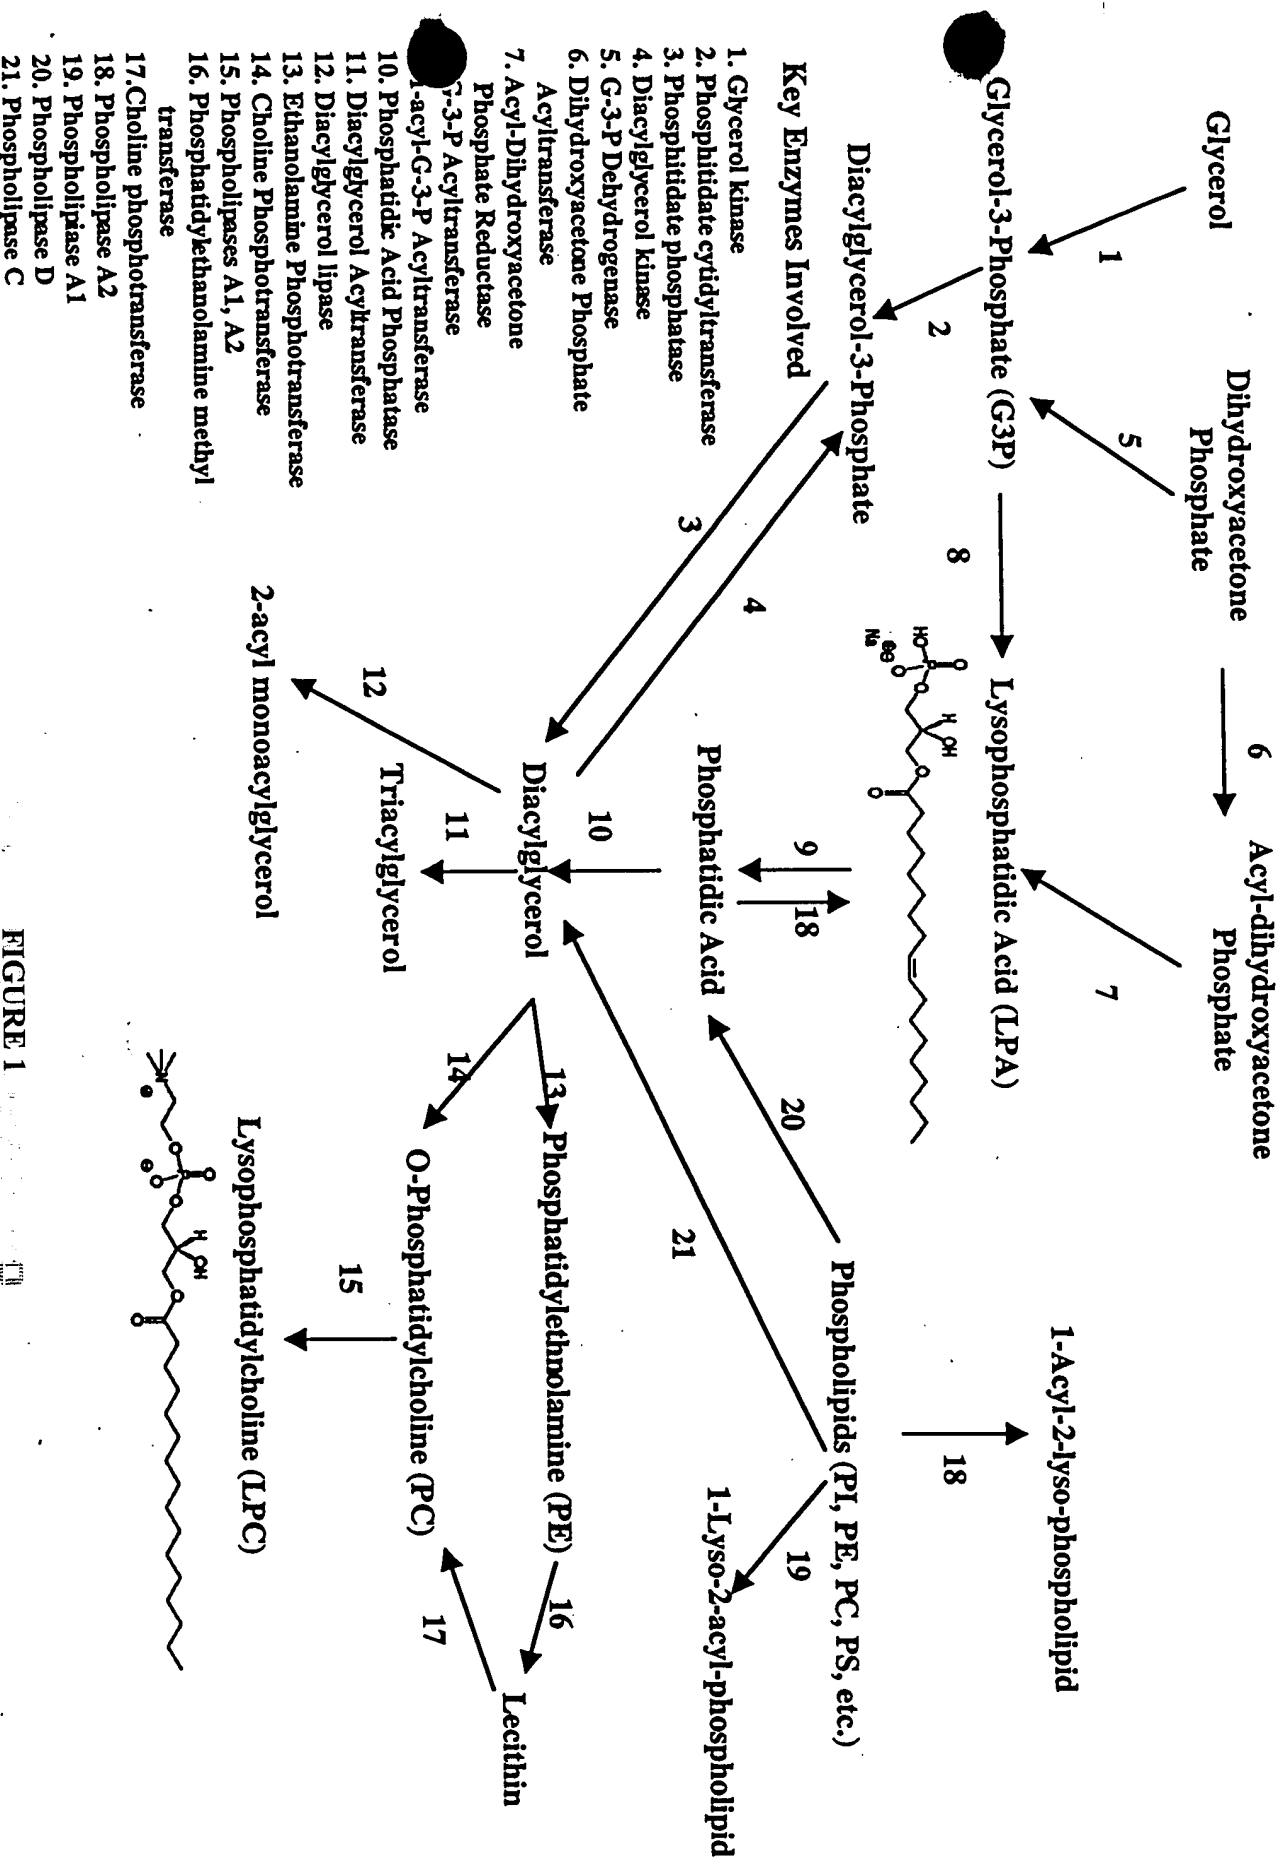 Glycerol
Dihydroxyacetone
Phosphate
6
Acyl-dihydroxyacetone
Phosphate
1
5
7
Glycerol-3-Phosphate (G3P)
8
Lysophosphatidic Acid (LPA)
1-Acyl-2-lyso-phospholipid
2
HO
O
P
O
O
⊖
⊕
Na
H
OH
O
O
18
Diacylglycerol-3-Phosphate
9
18
20
Phospholipids (PI, PE, PC, PS, etc.)
Key Enzymes Involved
4
3
Phosphatidic Acid
21
19
1-Lyso-2-acyl-phospholipid
1. Glycerol kinase
2. Phosphitidate cytidyltransferase
3. Phosphitidate phosphatase
4. Diacylglycerol kinase
5. G-3-P Dehydrogenase
6. Dihydroxyacetone Phosphate
Acyltransferase
7. Acyl-Dihydroxyacetone
Phosphate Reductase
-3-P Acyltransferase
1-acyl-G-3-P Acyltransferase
10. Phosphatidic Acid Phosphatase
11. Diacylglycerol Acyltransferase
12. Diacylglycerol lipase
13. Ethanolamine Phosphotransferase
14. Choline Phosphotransferase
15. Phospholipases A1, A2
16. Phosphatidylethanolamine methyl
transferase
17.Choline phosphotransferase
18. Phospholipase A2
19. Phospholipiase A1
20. Phospholipase D
21. Phospholipase C
10
Diacylglycerol
13
Phosphatidylethnolamine (PE)
16
Lecithin
11
14
17
12
Triacylglycerol
O-Phosphatidylcholine (PC)
15
2-acyl monoacylglycerol
Lysophosphatidylcholine (LPC)
N
⊕
O
P
O
O
⊖
O
H
OH
O
O
FIGURE 1